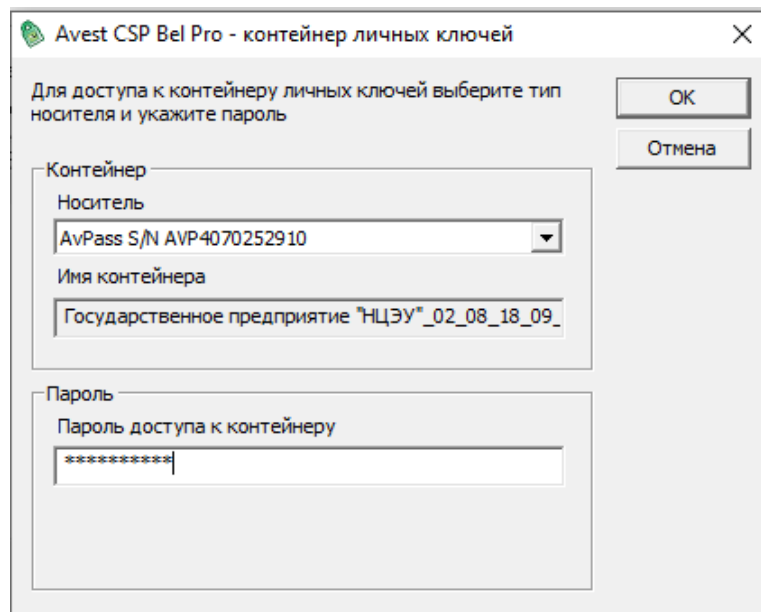 Avest CSP Bel Pro - контейнер личных ключей
Для доступа к контейнеру личных ключей выберите тип
носителя и укажите пароль
OK
Отмена
Контейнер
Носитель
AvPass S/N AVP4070252910
Имя контейнера
Государственное предприятие "НЦЭУ"_02_08_18_09_
Пароль
Пароль доступа к контейнеру
**********